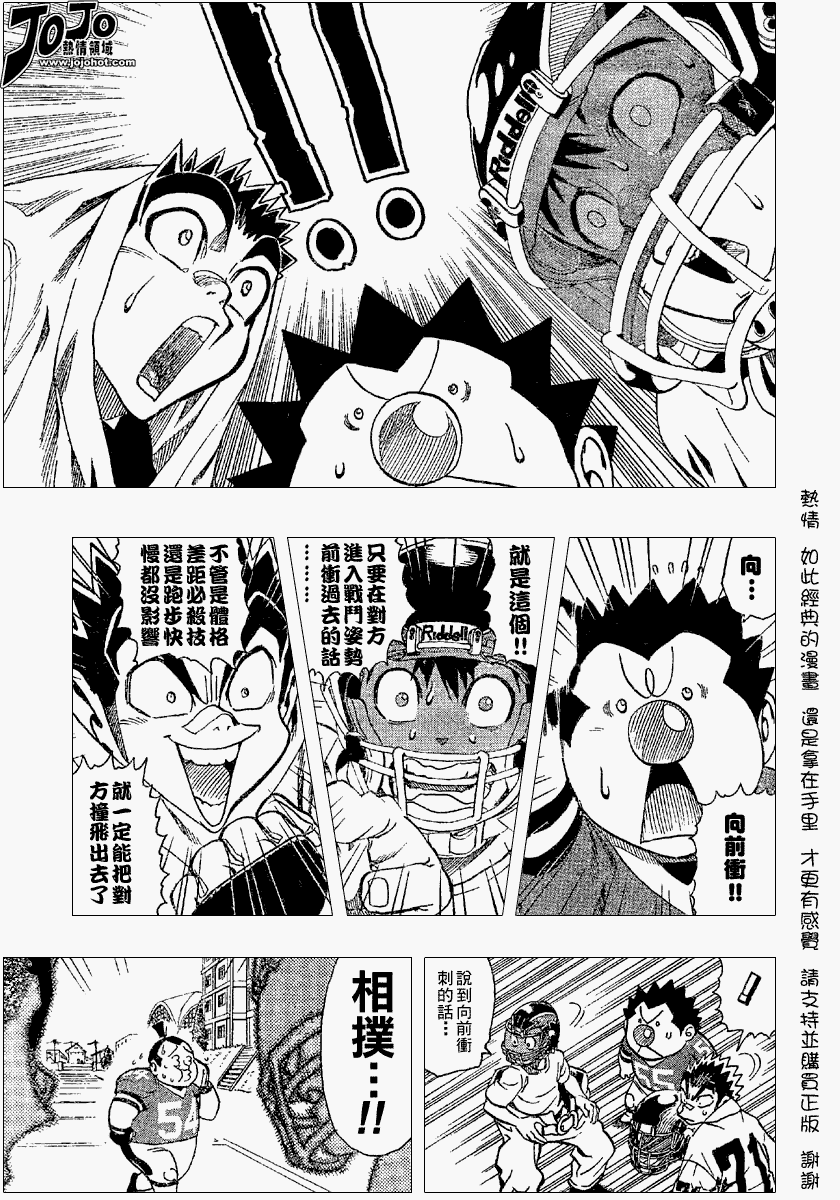 JOJO
熱情領域
www.jojohot.com
Riddell
向…
向前衝!!
就是這個!!
只要在對方
進入戰鬥姿勢
前衝過去的話
………
Riddell
不管是體格
差距必殺技
還是跑步快
慢都沒影響
就一定能把對
方撞飛出去了
!
說到向前衝
刺的話…
55
71
相撲…!!
54
熱情 如此經典的漫畫 還是拿在手里 才更有感覺 請支持並購買正版 謝謝